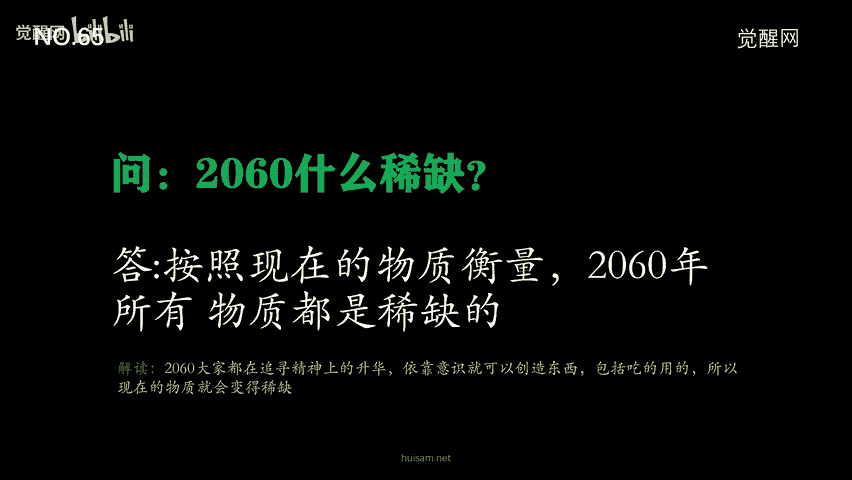 觉醒网 bilibili
NO.65
觉醒网
问：2060什么稀缺？
答:按照现在的物质衡量，2060年
所有 物质都是稀缺的
解读：2060大家都在追寻精神上的升华，依靠意识就可以创造东西，包括吃的用的，所以
现在的物质就会变得稀缺
huisam.net